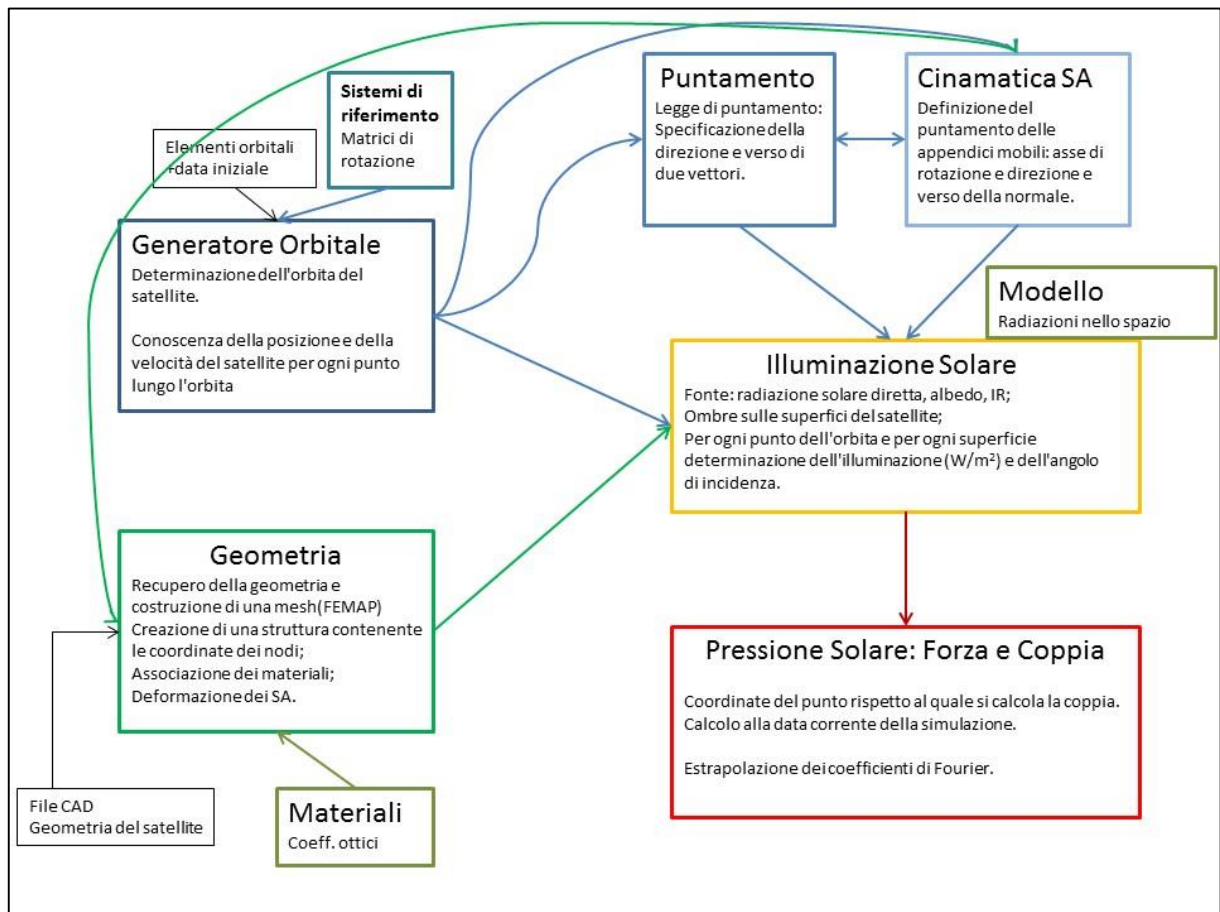 Sistemi di
riferimento
Matrici di
rotazione
Elementi orbitali
+data iniziale
Generatore Orbitale
Determinazione dell'orbita del
satellite.
Conoscenza della posizione e della
velocità del satellite per ogni punto
lungo l'orbita
Puntamento
Legge di puntamento:
Specificazione della
direzione e verso di
due vettori.
Cinamatica SA
Definizione del
puntamento delle
appendici mobili: asse di
rotazione e direzione e
verso della normale.
Modello
Radiazioni nello spazio
Illuminazione Solare
Fonte: radiazione solare diretta, albedo, IR;
Ombre sulle superfici del satellite;
Per ogni punto dell'orbita e per ogni superficie
determinazione dell'illuminazione (W/m²) e dell'angolo
di incidenza.
Geometria
Recupero della geometria e
costruzione di una mesh(FEMAP)
Creazione di una struttura contenente
le coordinate dei nodi;
Associazione dei materiali;
Deformazione dei SA.
Pressione Solare: Forza e Coppia
Coordinate del punto rispetto al quale si calcola la coppia.
Calcolo alla data corrente della simulazione.
Estrapolazione dei coefficienti di Fourier.
File CAD
Geometria del satellite
Materiali
Coeff. ottici